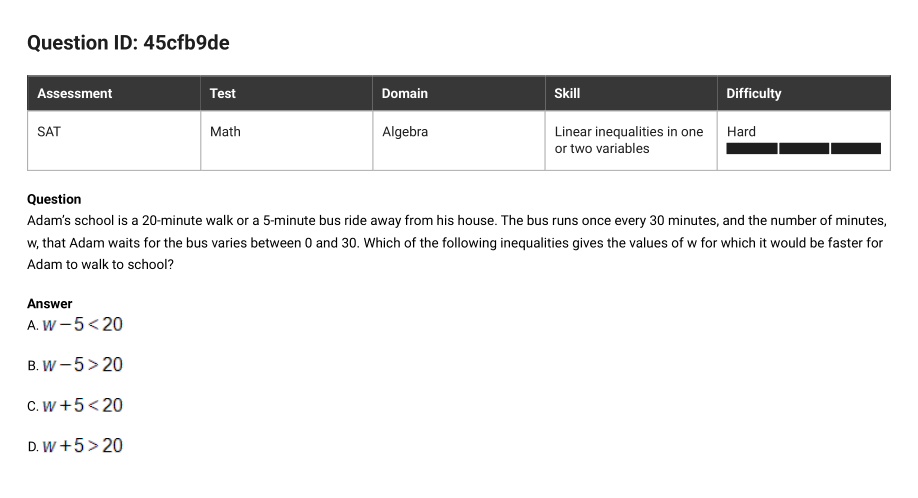 Question ID: 45cfb9de
Assessment Test Domain Skill Difficulty
SAT Math Algebra Linear inequalities in one Hard
or two variables
Question
Adam's school is a 20-minute walk or a 5-minute bus ride away from his house. The bus runs once every 30 minutes, and the number of minutes,
w, that Adam waits for the bus varies between 0 and 30. Which of the following inequalities gives the values of w for which it would be faster for
Adam to walk to school?
Answer
A. w − 5 < 20
B. w − 5 > 20
C. w + 5 < 20
D. w + 5 > 20